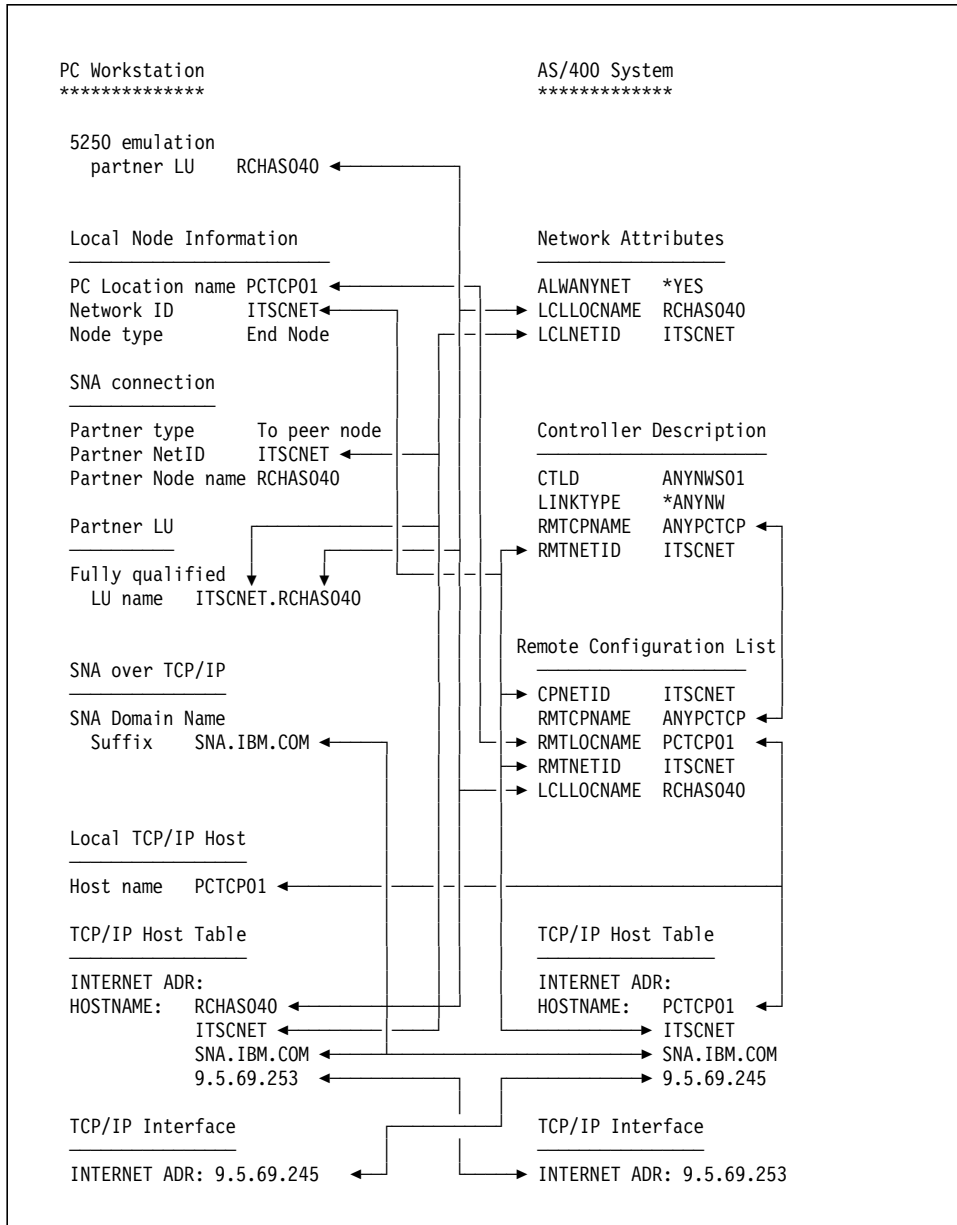 PC Workstation AS/400 System
************** *************
5250 emulation
partner LU RCHAS040
Local Node Information Network Attributes
PC Location name PCTCP01 ALWANYNET *YES
Network ID ITSCNET LCLLOCNAME RCHAS040
Node type End Node LCLNETID ITSCNET
SNA connection
Partner type To peer node Controller Description
Partner NetID ITSCNET
Partner Node name RCHAS040 CTLD ANYNWS01
LINKTYPE *ANYNW
Partner LU RMTCPNAME ANYPCTCP
RMTNETID ITSCNET
Fully qualified
LU name ITSCNET.RCHAS040
Remote Configuration List
SNA over TCP/IP
CPNETID ITSCNET
SNA Domain Name RMTCPNAME ANYPCTCP
Suffix SNA.IBM.COM RMTLOCNAME PCTCP01
RMTNETID ITSCNET
LCLLOCNAME RCHAS040
Local TCP/IP Host
Host name PCTCP01
TCP/IP Host Table TCP/IP Host Table
INTERNET ADR: INTERNET ADR:
HOSTNAME: RCHAS040 HOSTNAME: PCTCP01
ITSCNET ITSCNET
SNA.IBM.COM SNA.IBM.COM
9.5.69.253 9.5.69.245
TCP/IP Interface TCP/IP Interface
INTERNET ADR: 9.5.69.245 INTERNET ADR: 9.5.69.253